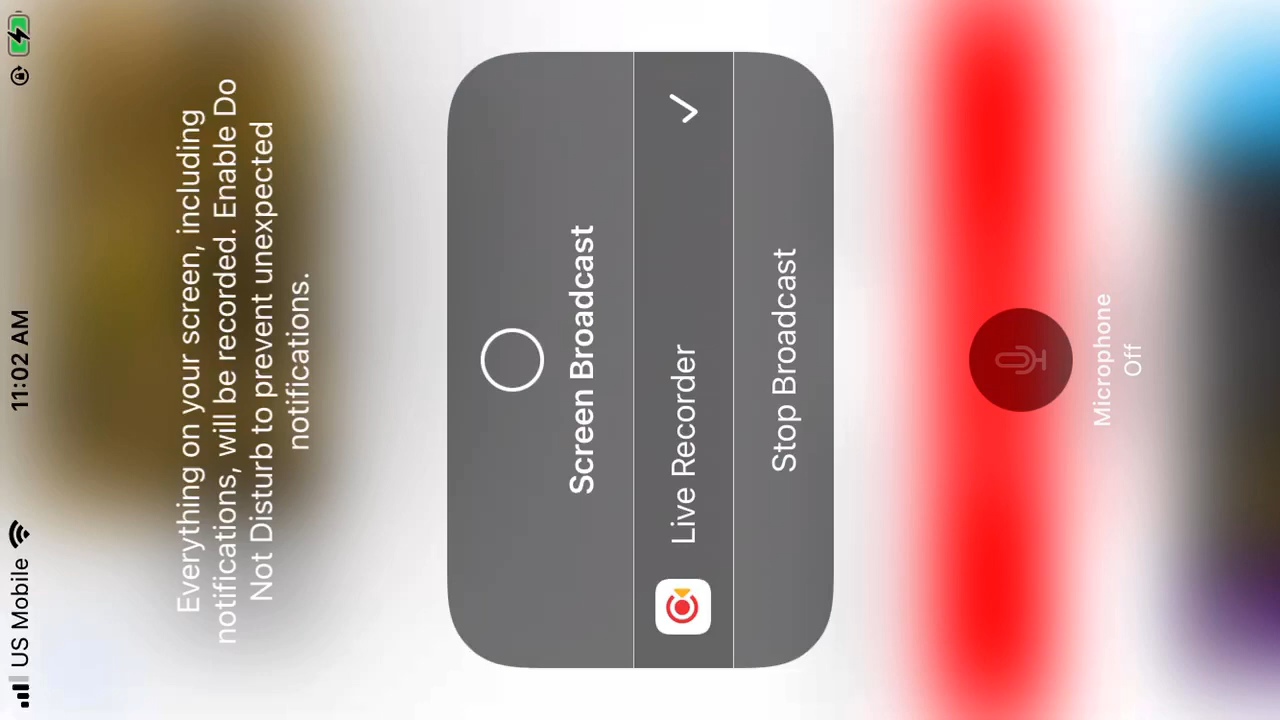 US Mobile
11:02 AM
Everything on your screen, including
notifications, will be recorded. Enable Do
Not Disturb to prevent unexpected
notifications.
Screen Broadcast
Live Recorder
Stop Broadcast
Microphone
Off